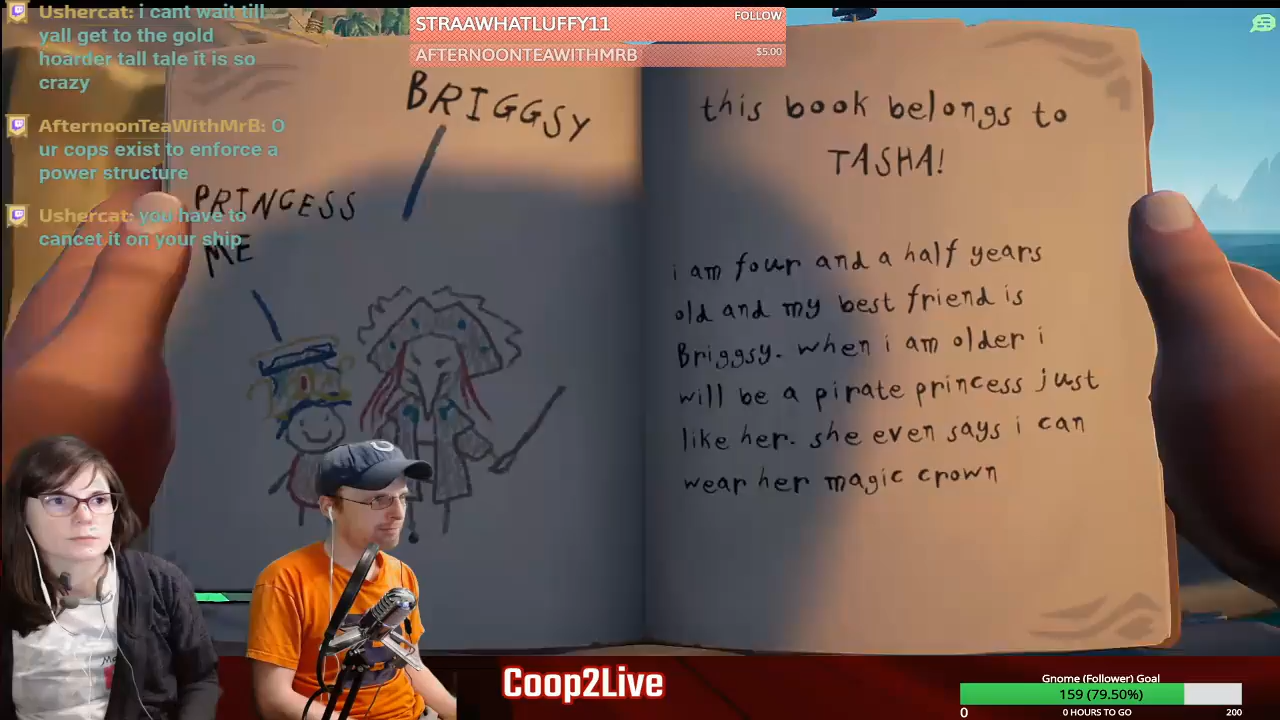 Ushercat: i cant wait till
yall get to the gold
hoarder tall tale it is so
crazy
AfternoonTeaWithMrB: O
ur cops exist to enforce a
power structure
Ushercat: you have to
cancet it on your ship
STRAAWHATLUFFY11
FOLLOW
AFTERNOONTEAWITHMRB
$5.00
BRIGGSY
PRINCESS
ME
this book belongs to
TASHA!
i am four and a half years
old and my best friend is
Briggsy. when i am older i
will be a pirate princess just
like her. she even says i can
wear her magic crown
Coop2Live
Gnome (Follower) Goal
159 (79.50%)
0
0 HOURS TO GO
200